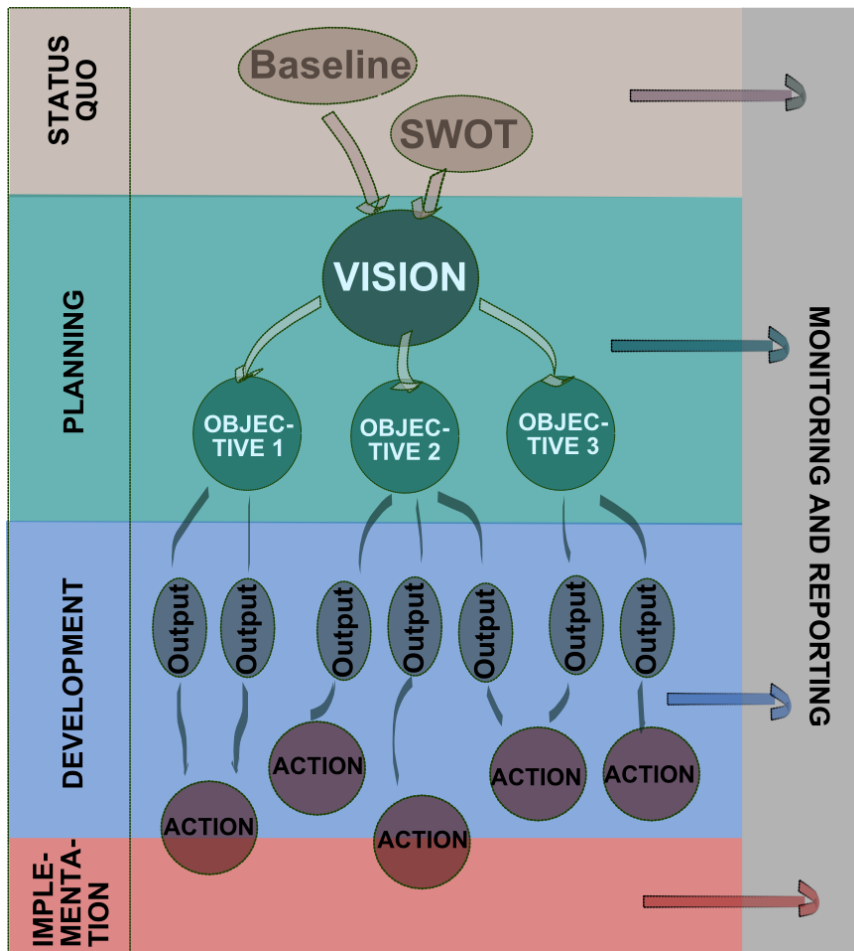 STATUS
QUO
Baseline
SWOT
PLANNING
VISION
OBJEC-
TIVE 1
OBJEC-
TIVE 2
OBJEC-
TIVE 3
DEVELOPMENT
Output
Output
Output
Output
Output
Output
Output
ACTION
ACTION
ACTION
ACTION
ACTION
IMPLE-
MENTA-
TION
MONITORING AND REPORTING